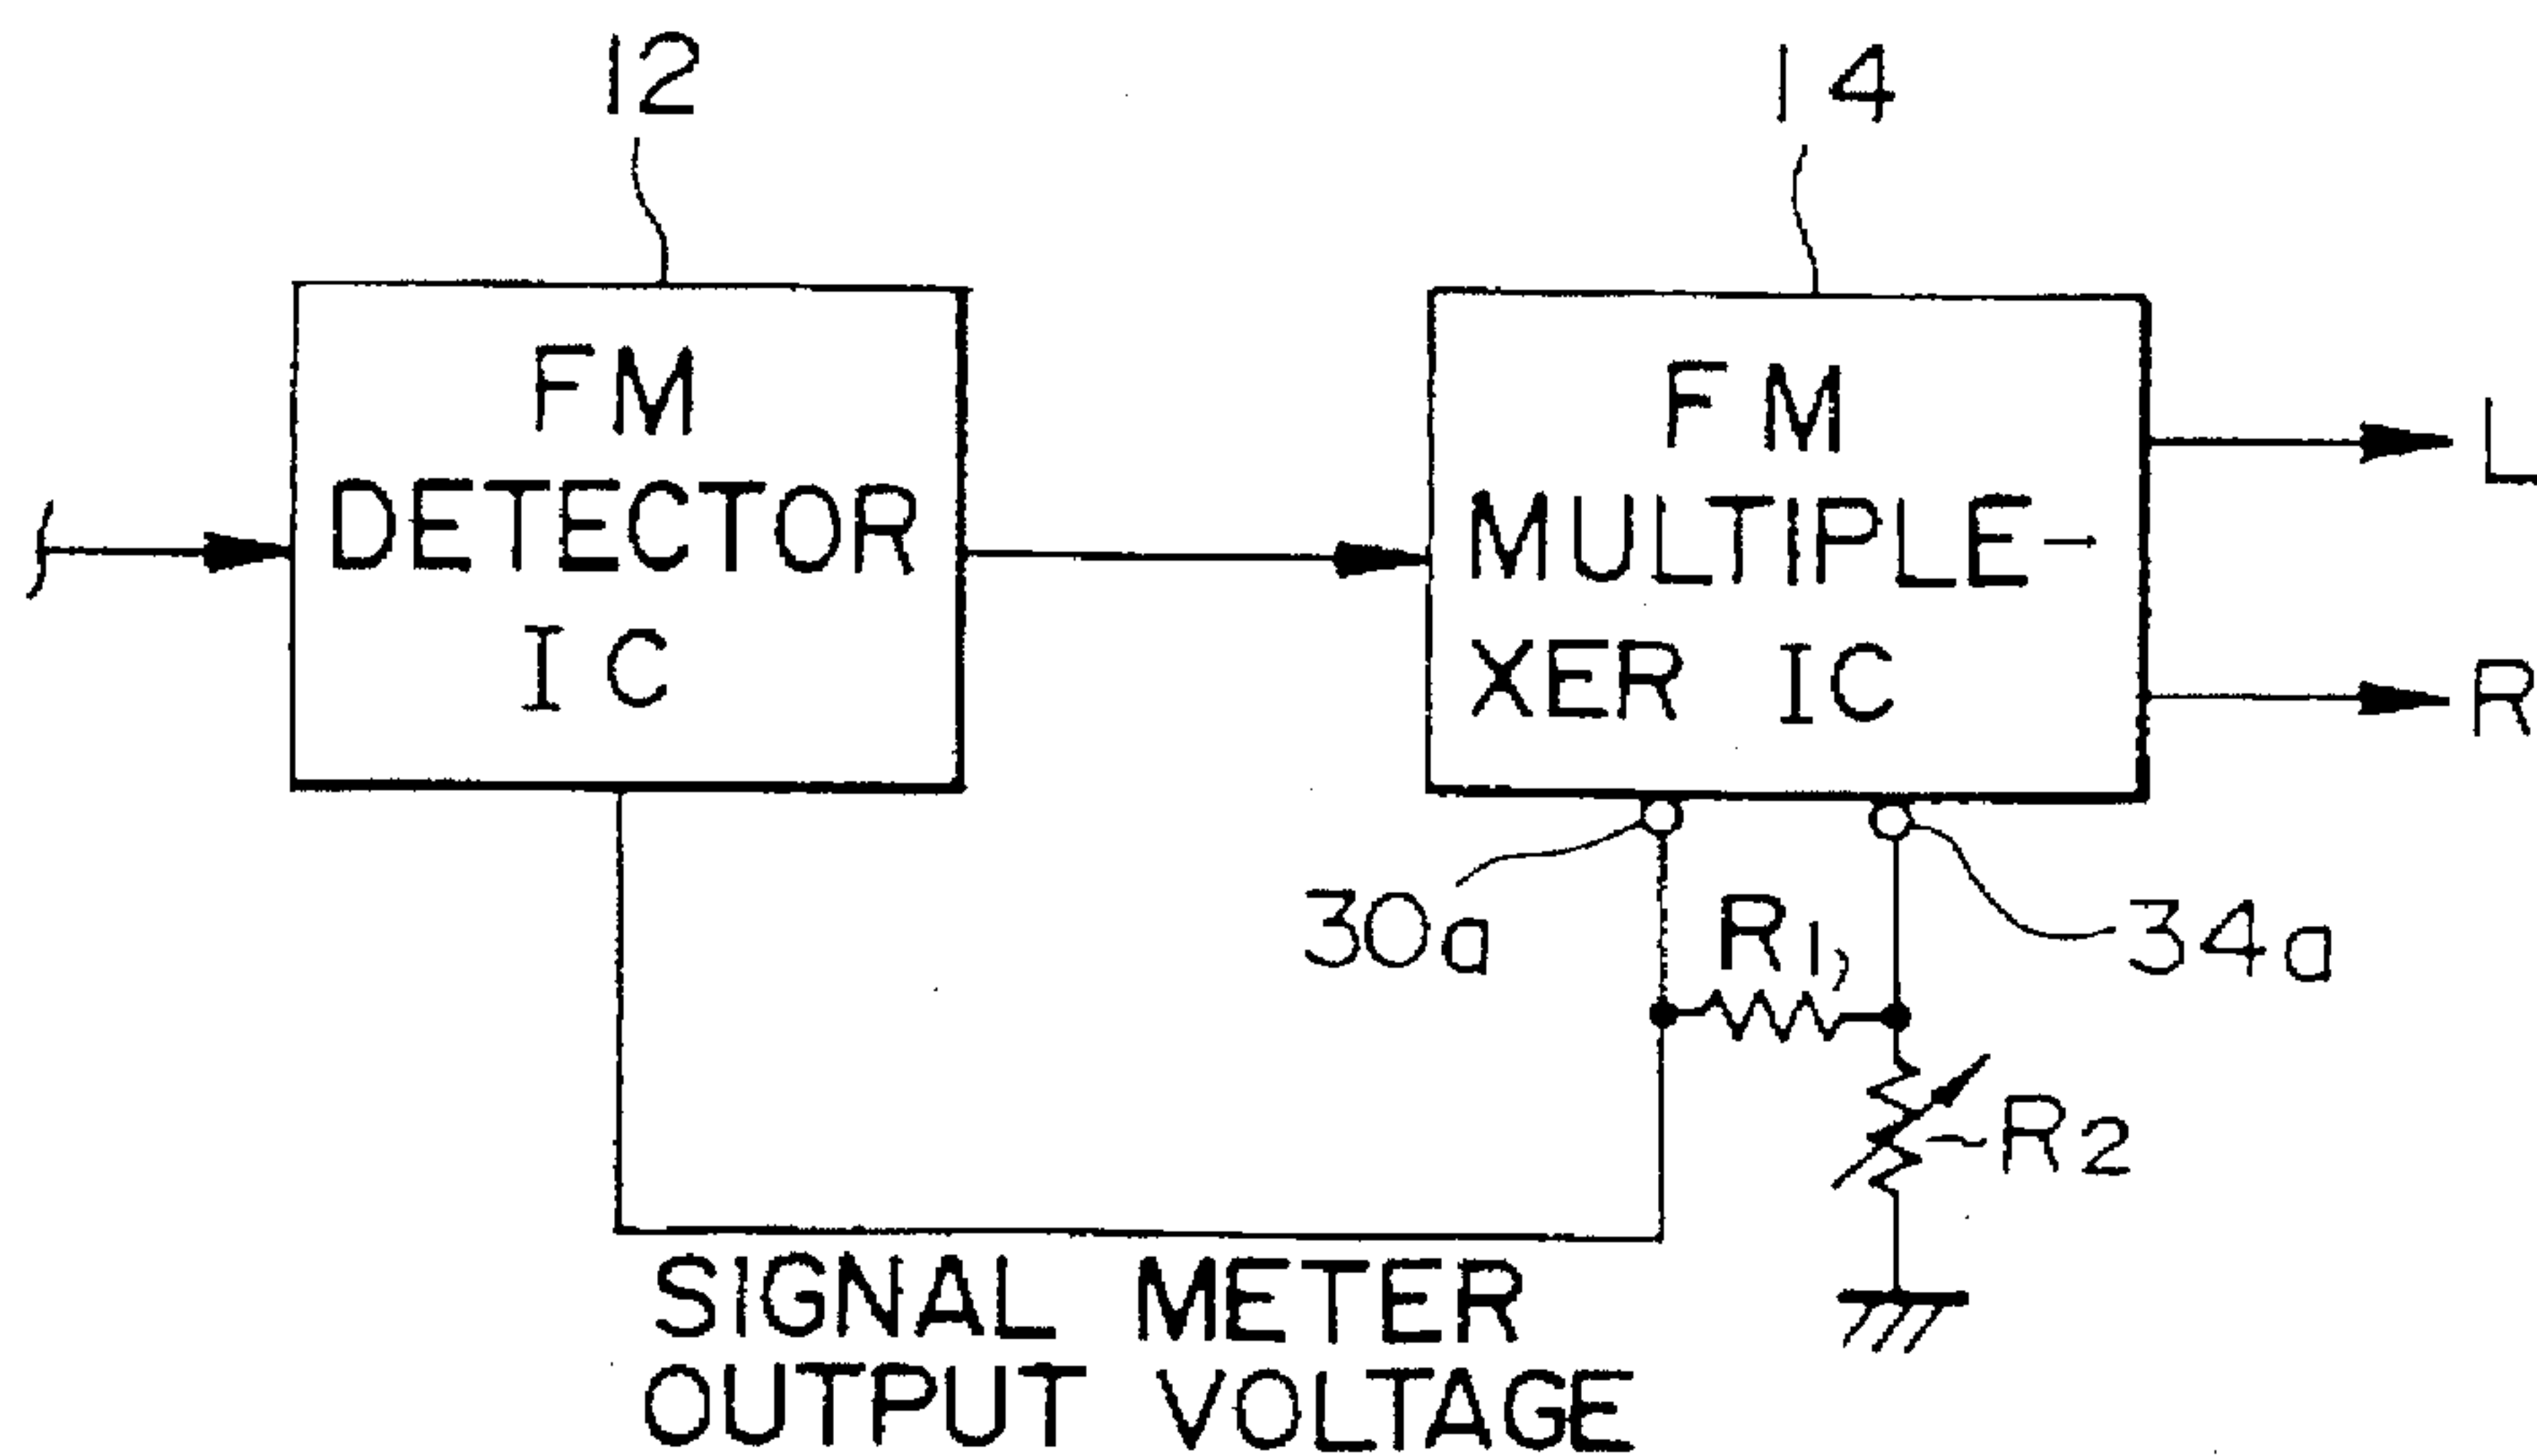 12
14
FM
DETECTOR
IC
FM
MULTIPLE-
XER IC
L
R
30a
R1
34a
R2
SIGNAL METER
OUTPUT VOLTAGE